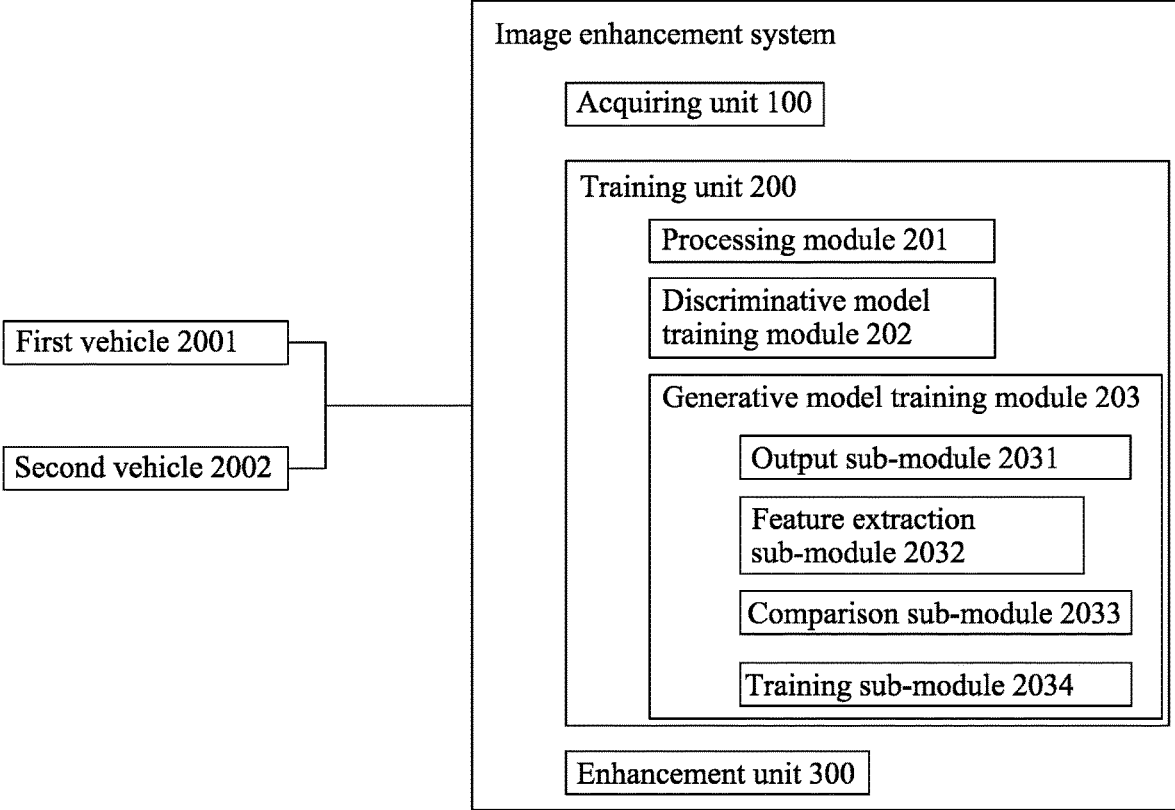 Image enhancement system
Acquiring unit 100
Training unit 200
Processing module 201
Discriminative model
training module 202
First vehicle 2001
Generative model training module 203
Second vehicle 2002
Output sub-module 2031
Feature extraction
sub-module 2032
Comparison sub-module 2033
Training sub-module 2034
Enhancement unit 300